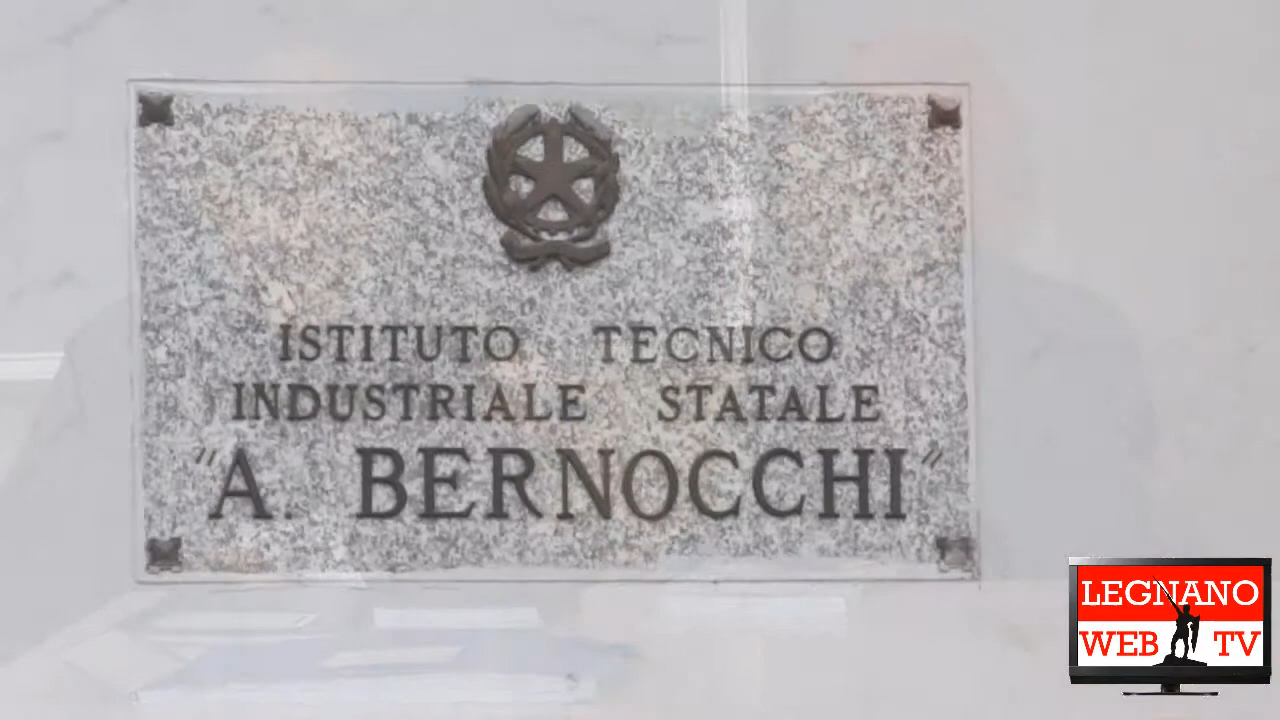 ISTITUTO TECNICO
INDUSTRIALE STATALE
"A. BERNOCCHI"
LEGNANO
WEB TV